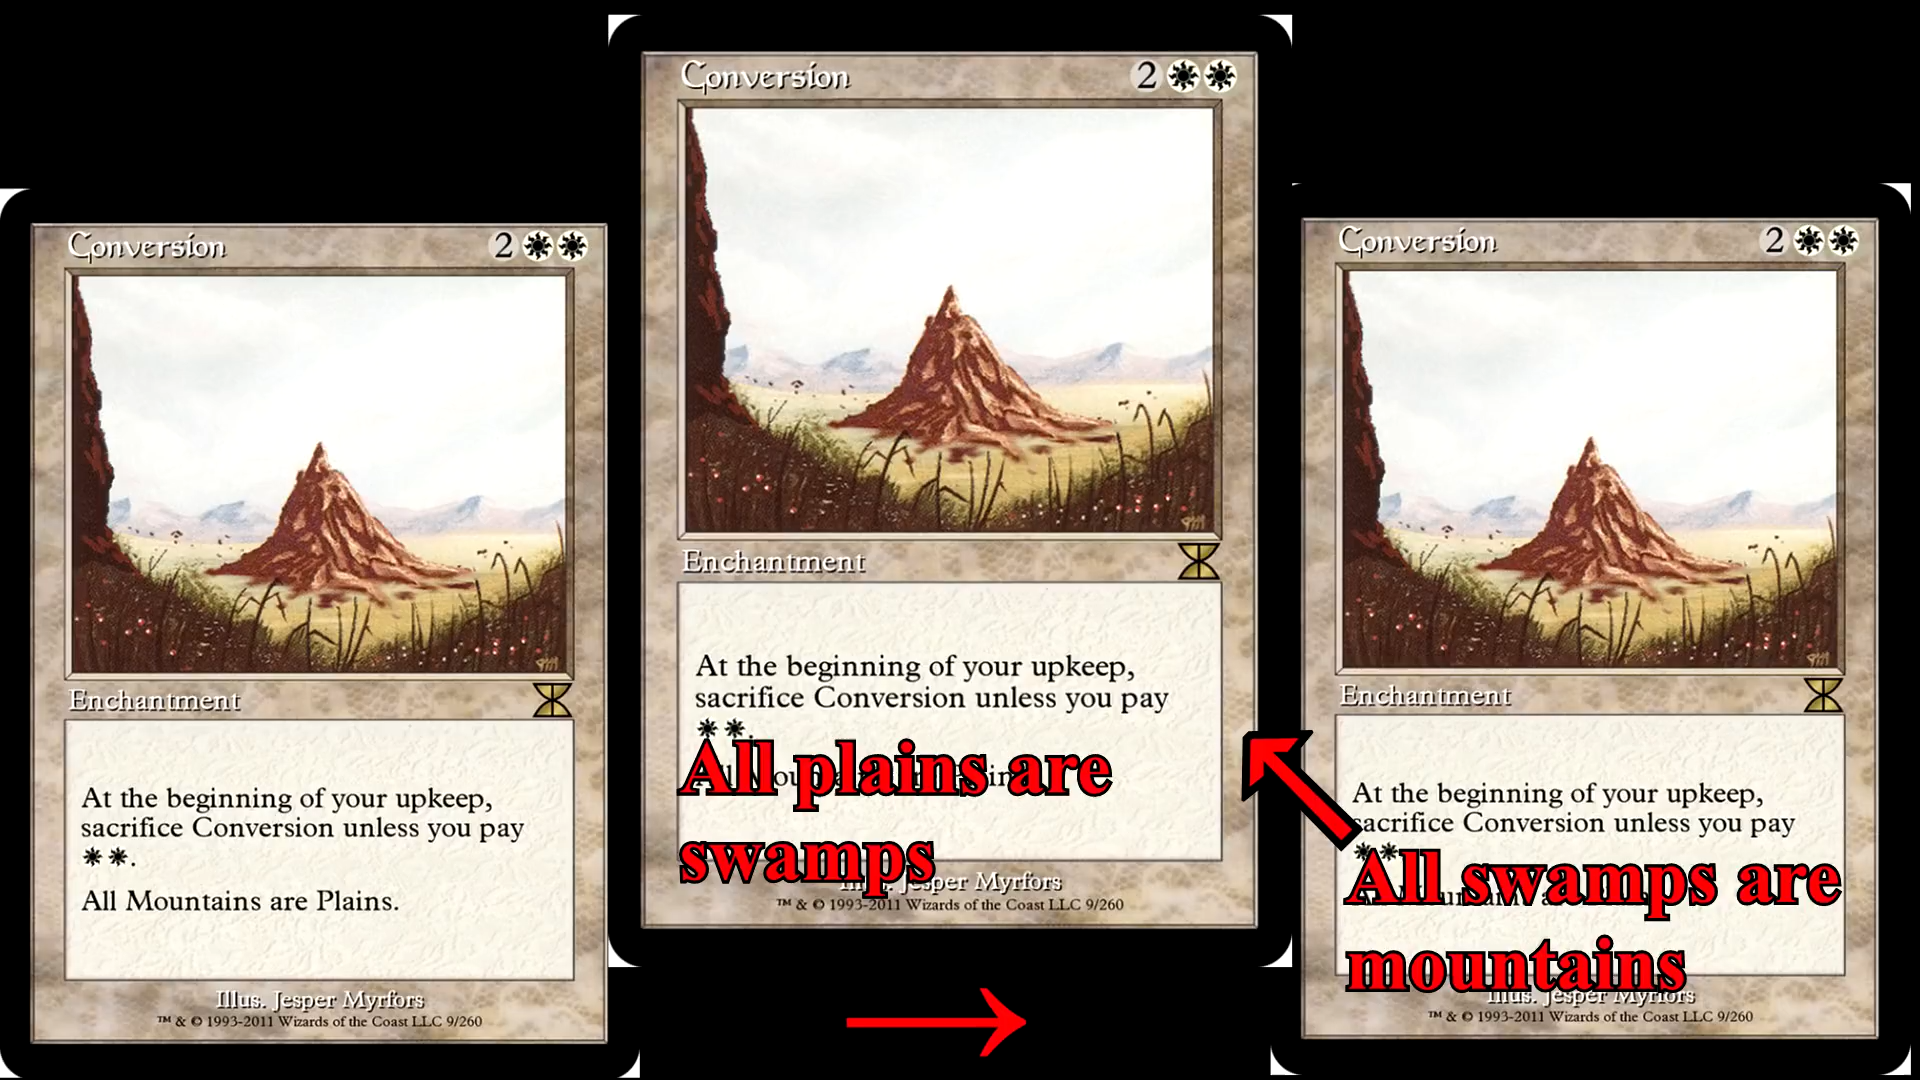 Conversion 2
Enchantment
At the beginning of your upkeep,
sacrifice Conversion unless you pay
.
All Mountains are Plains.
Illus. Jesper Myrfors
™ & © 1993-2011 Wizards of the Coast LLC 9/260
Conversion 2
Enchantment
At the beginning of your upkeep,
sacrifice Conversion unless you pay
.
All plains are
swamps
Illus. Jesper Myrfors
™ & © 1993-2011 Wizards of the Coast LLC 9/260
Conversion 2
Enchantment
At the beginning of your upkeep,
sacrifice Conversion unless you pay
All swamps are
mountains
Illus. Jesper Myrfors
™ & © 1993-2011 Wizards of the Coast LLC 9/260